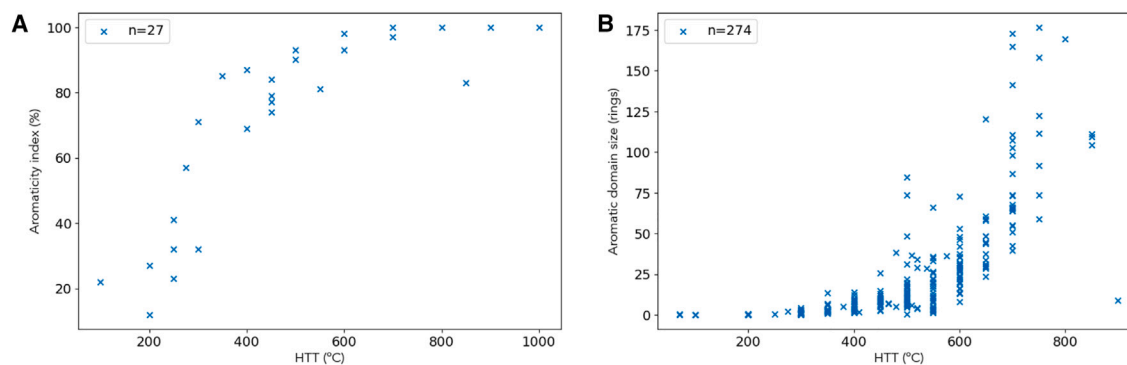 A
n=27
Aromaticity index (%)
100
80
60
40
20
200 400 600 800 1000
HTT (ºC)
B
n=274
Aromatic domain size (rings)
175
150
125
100
75
50
25
0
200 400 600 800
HTT (ºC)